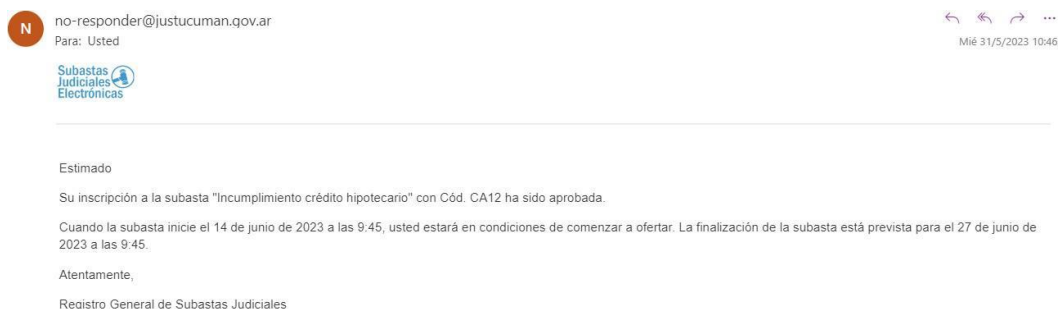 N
no-responder@justucuman.gov.ar
Para: Usted
Mié 31/5/2023 10:46
Subastas
Judiciales
Electrónicas
Estimado
Su inscripción a la subasta "Incumplimiento crédito hipotecario" con Cód. CA12 ha sido aprobada.
Cuando la subasta inicie el 14 de junio de 2023 a las 9:45, usted estará en condiciones de comenzar a ofertar. La finalización de la subasta está prevista para el 27 de junio de
2023 a las 9:45.
Atentamente,
Registro General de Subastas Judiciales